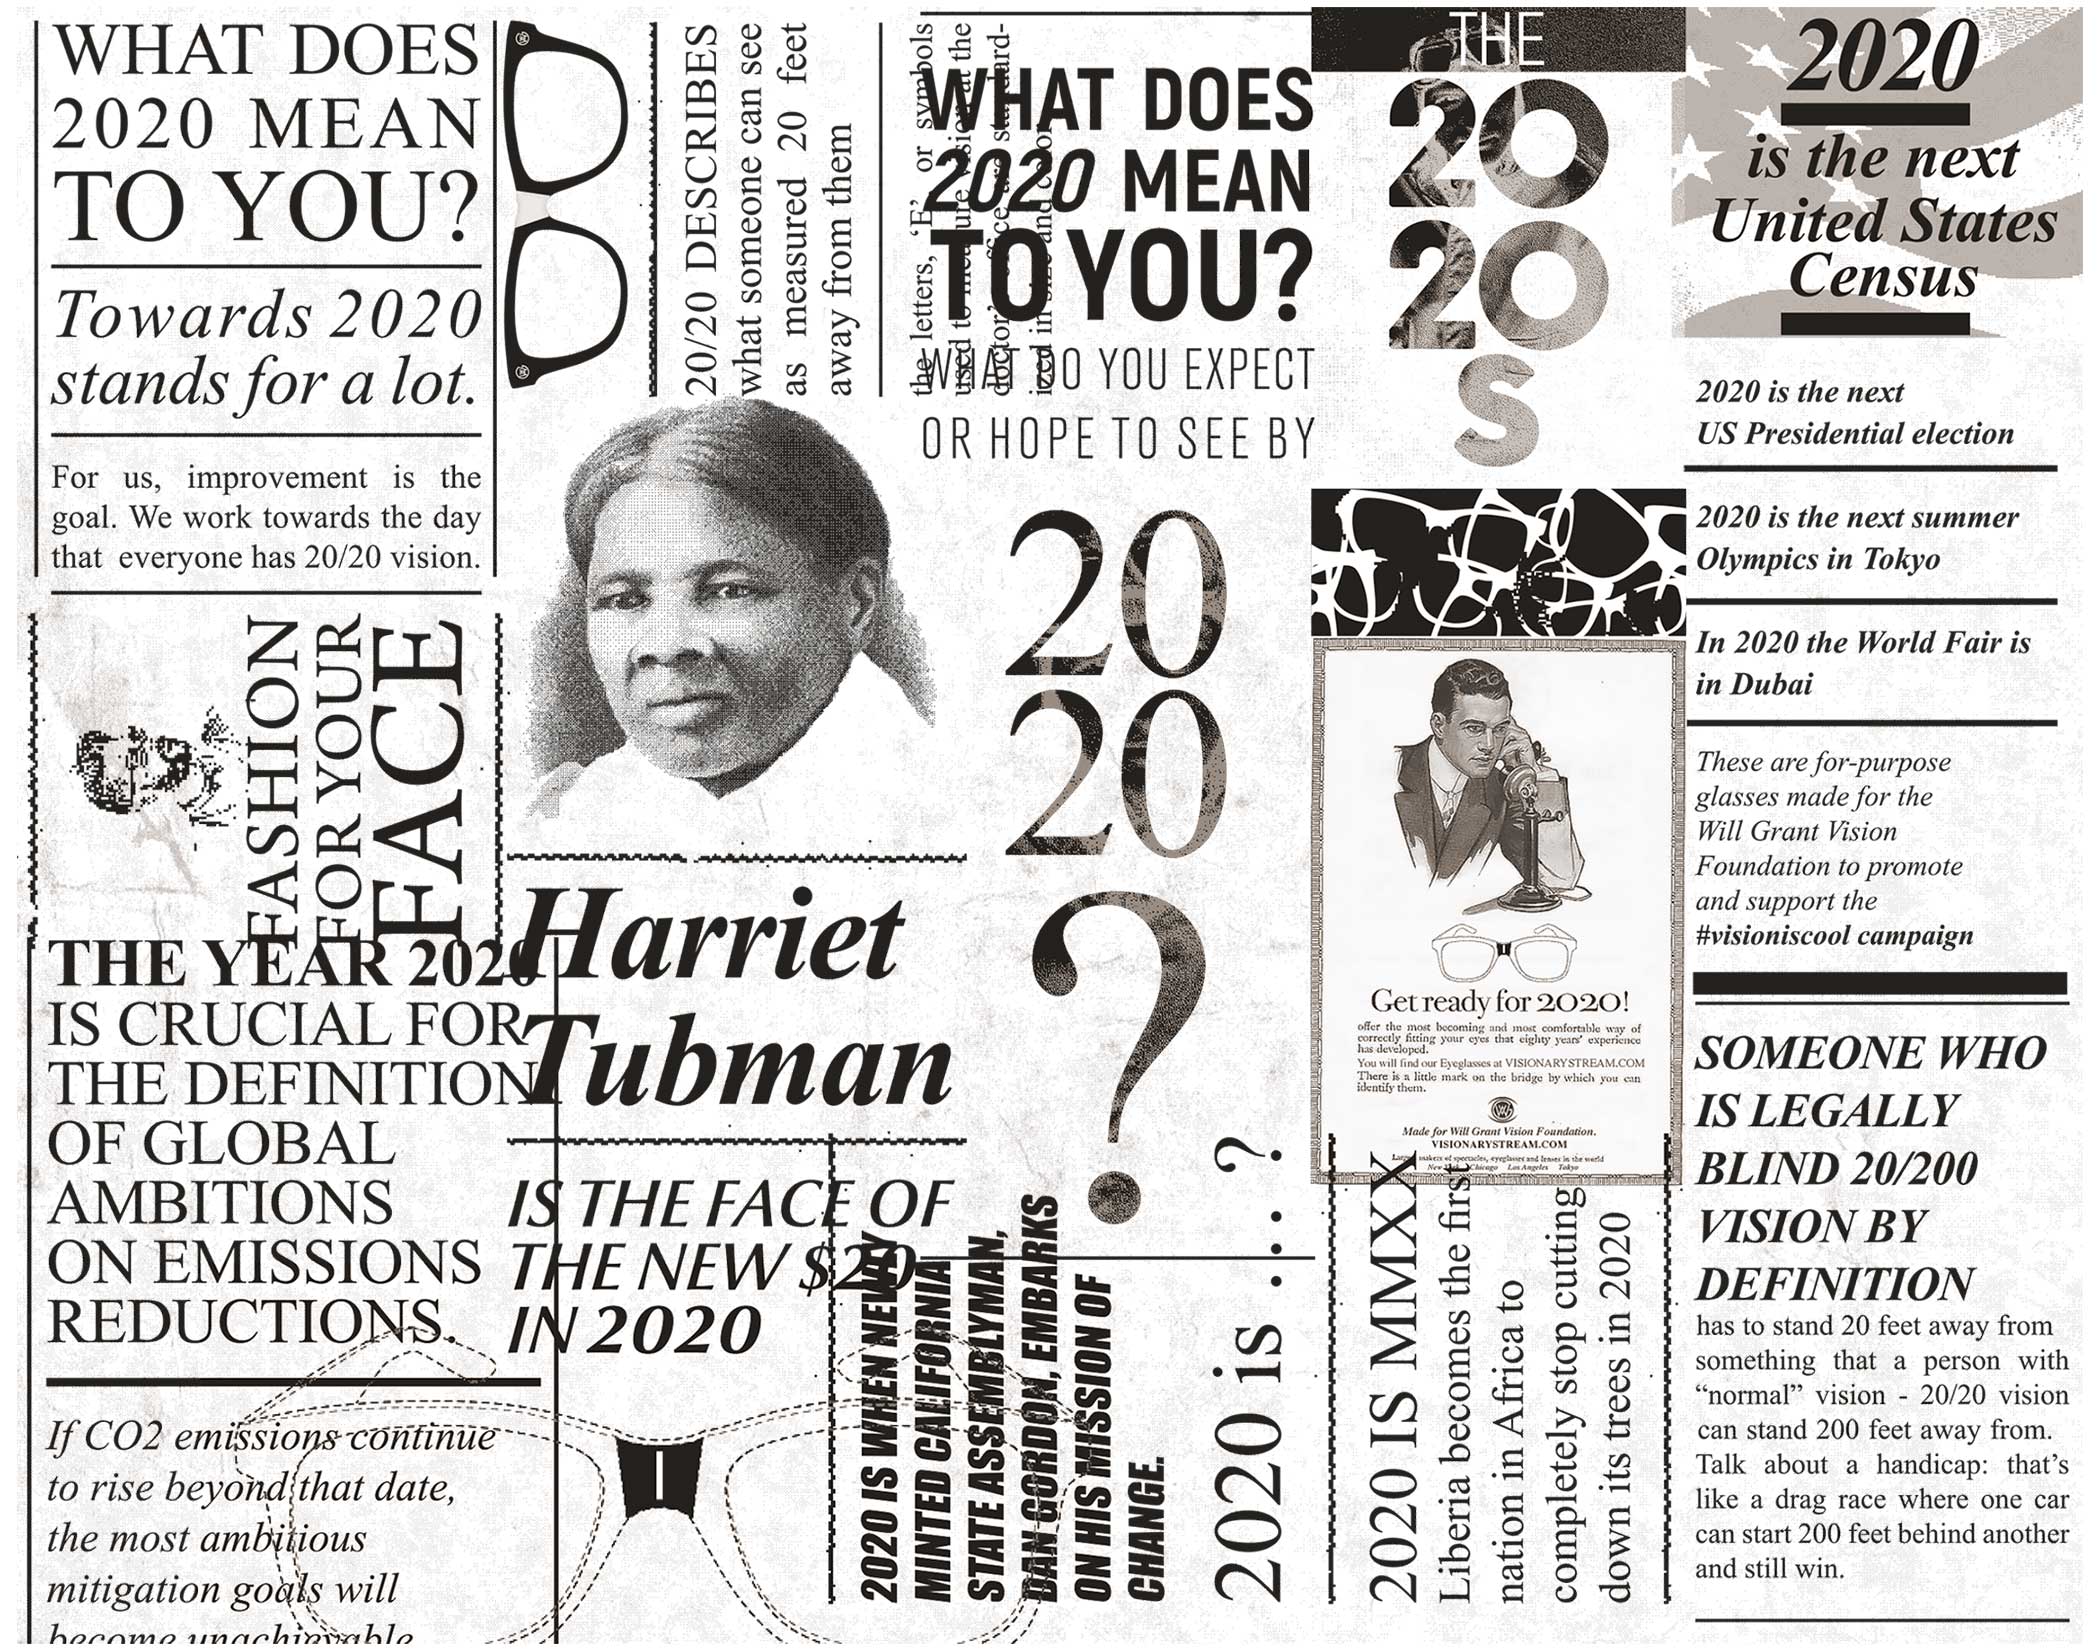 WHAT DOES
2020 MEAN
TO YOU?
Towards 2020
stands for a lot.
For us, improvement is the
goal. We work towards the day
that everyone has 20/20 vision.
FASHION
FOR YOUR
FACE
THE YEAR 2020
IS CRUCIAL FOR
THE DEFINITION
OF GLOBAL
AMBITIONS
ON EMISSIONS
REDUCTIONS.
If CO2 emissions continue
to rise beyond that date,
the most ambitious
mitigation goals will
become unachievable
20/20 DESCRIBES
what someone can see
as measured 20 feet
away from them
the letters, 'E', or symbols
used to measure vision at the
doctor's office are standard-
ized in size and color
Harriet
Tubman
IS THE FACE OF
THE NEW $20
IN 2020
WHAT DOES
2020 MEAN
TO YOU?
WHAT DO YOU EXPECT
OR HOPE TO SEE BY
20
20
?
2020 IS WHEN NEWLY
MINTED CALIFORNIA
STATE ASSEMBLYMAN,
DAN GORDON, EMBARKS
ON HIS MISSION OF
CHANGE.
2020 is . . . ?
THE
20
20
S
Get ready for 2020!
offer the most becoming and most comfortable way of
correctly fitting your eyes that eighty years' experience
has developed.
You will find our Eyeglasses at VISIONARYSTREAM.COM
There is a little mark on the bridge by which you can
identify them.
Made for Will Grant Vision Foundation.
VISIONARYSTREAM.COM
makers of spectacles, eyeglasses and lenses in the world
Chicago Los Angeles Tokyo
2020 IS MMXX
Liberia becomes the first
nation in Africa to
completely stop cutting
down its trees in 2020
2020
is the next
United States
Census
2020 is the next
US Presidential election
2020 is the next summer
Olympics in Tokyo
In 2020 the World Fair is
in Dubai
These are for-purpose
glasses made for the
Will Grant Vision
Foundation to promote
and support the
#visioniscool campaign
SOMEONE WHO
IS LEGALLY
BLIND 20/200
VISION BY
DEFINITION
has to stand 20 feet away from
something that a person with
“normal” vision - 20/20 vision
can stand 200 feet away from.
Talk about a handicap: that’s
like a drag race where one car
can start 200 feet behind another
and still win.